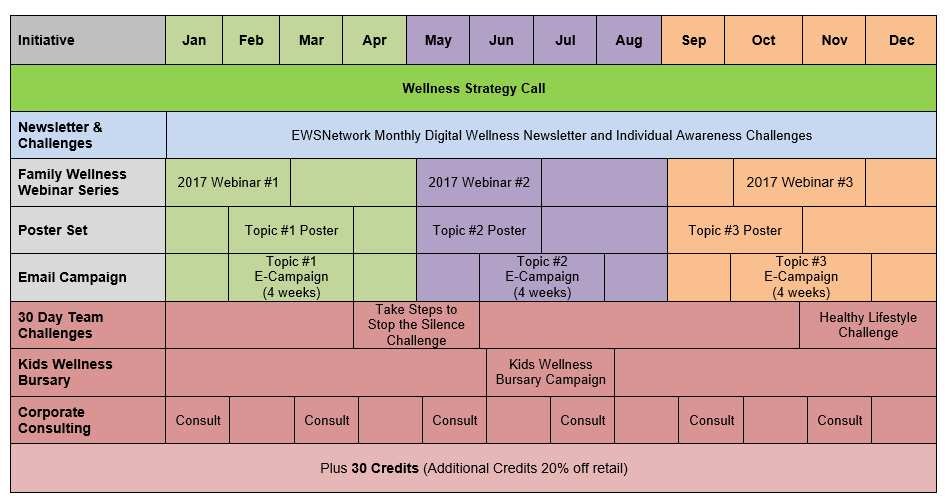 Initiative Jan Feb Mar Apr May Jun Jul Aug Sep Oct Nov Dec
Wellness Strategy Call
Newsletter &
Challenges
EWSNetwork Monthly Digital Wellness Newsletter and Individual Awareness Challenges
Family Wellness
Webinar Series
2017 Webinar #1 2017 Webinar #2 2017 Webinar #3
Poster Set Topic #1 Poster Topic #2 Poster Topic #3 Poster
Email Campaign
Topic #1
E-Campaign
(4 weeks)
Topic #2
E-Campaign
(4 weeks)
Topic #3
E-Campaign
(4 weeks)
30 Day Team
Challenges
Take Steps to
Stop the Silence
Challenge
Healthy Lifestyle
Challenge
Kids Wellness
Bursary
Kids Wellness
Bursary Campaign
Corporate
Consulting
Consult Consult Consult Consult Consult Consult
Plus 30 Credits (Additional Credits 20% off retail)